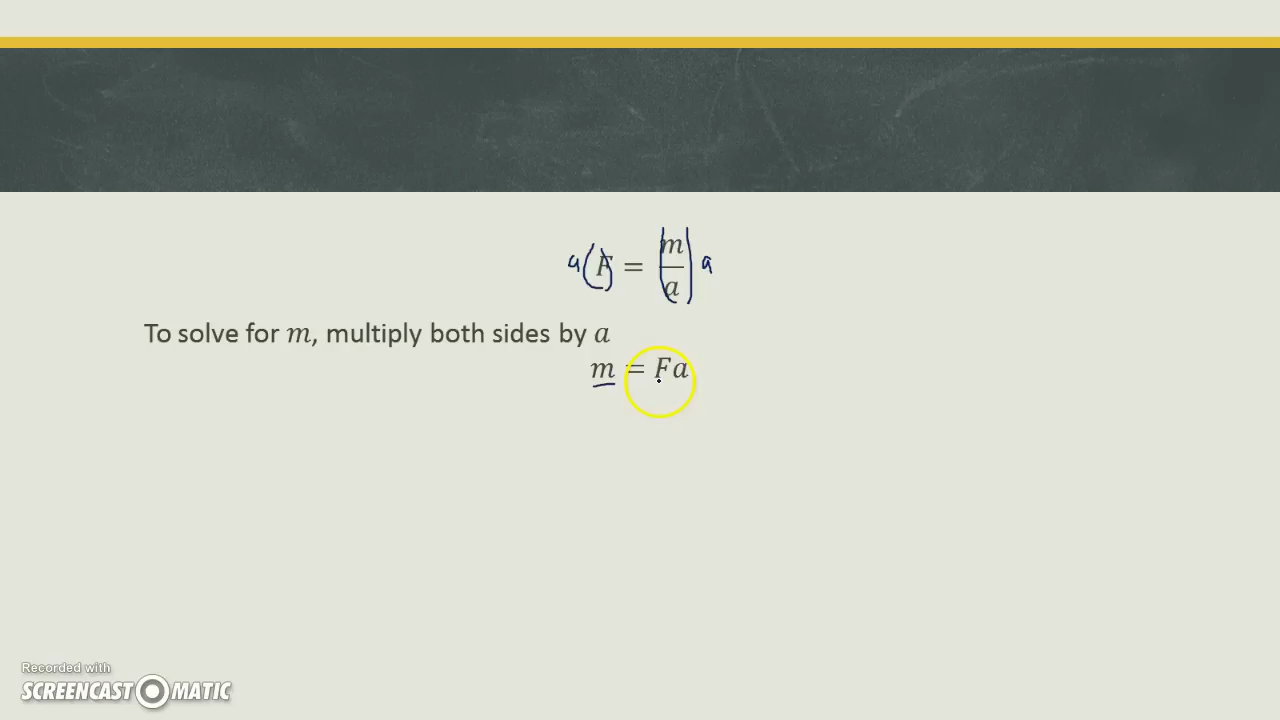 a(F) = (m/a) a
To solve for m, multiply both sides by a
m = Fa
Recorded with
SCREENCAST-O-MATIC